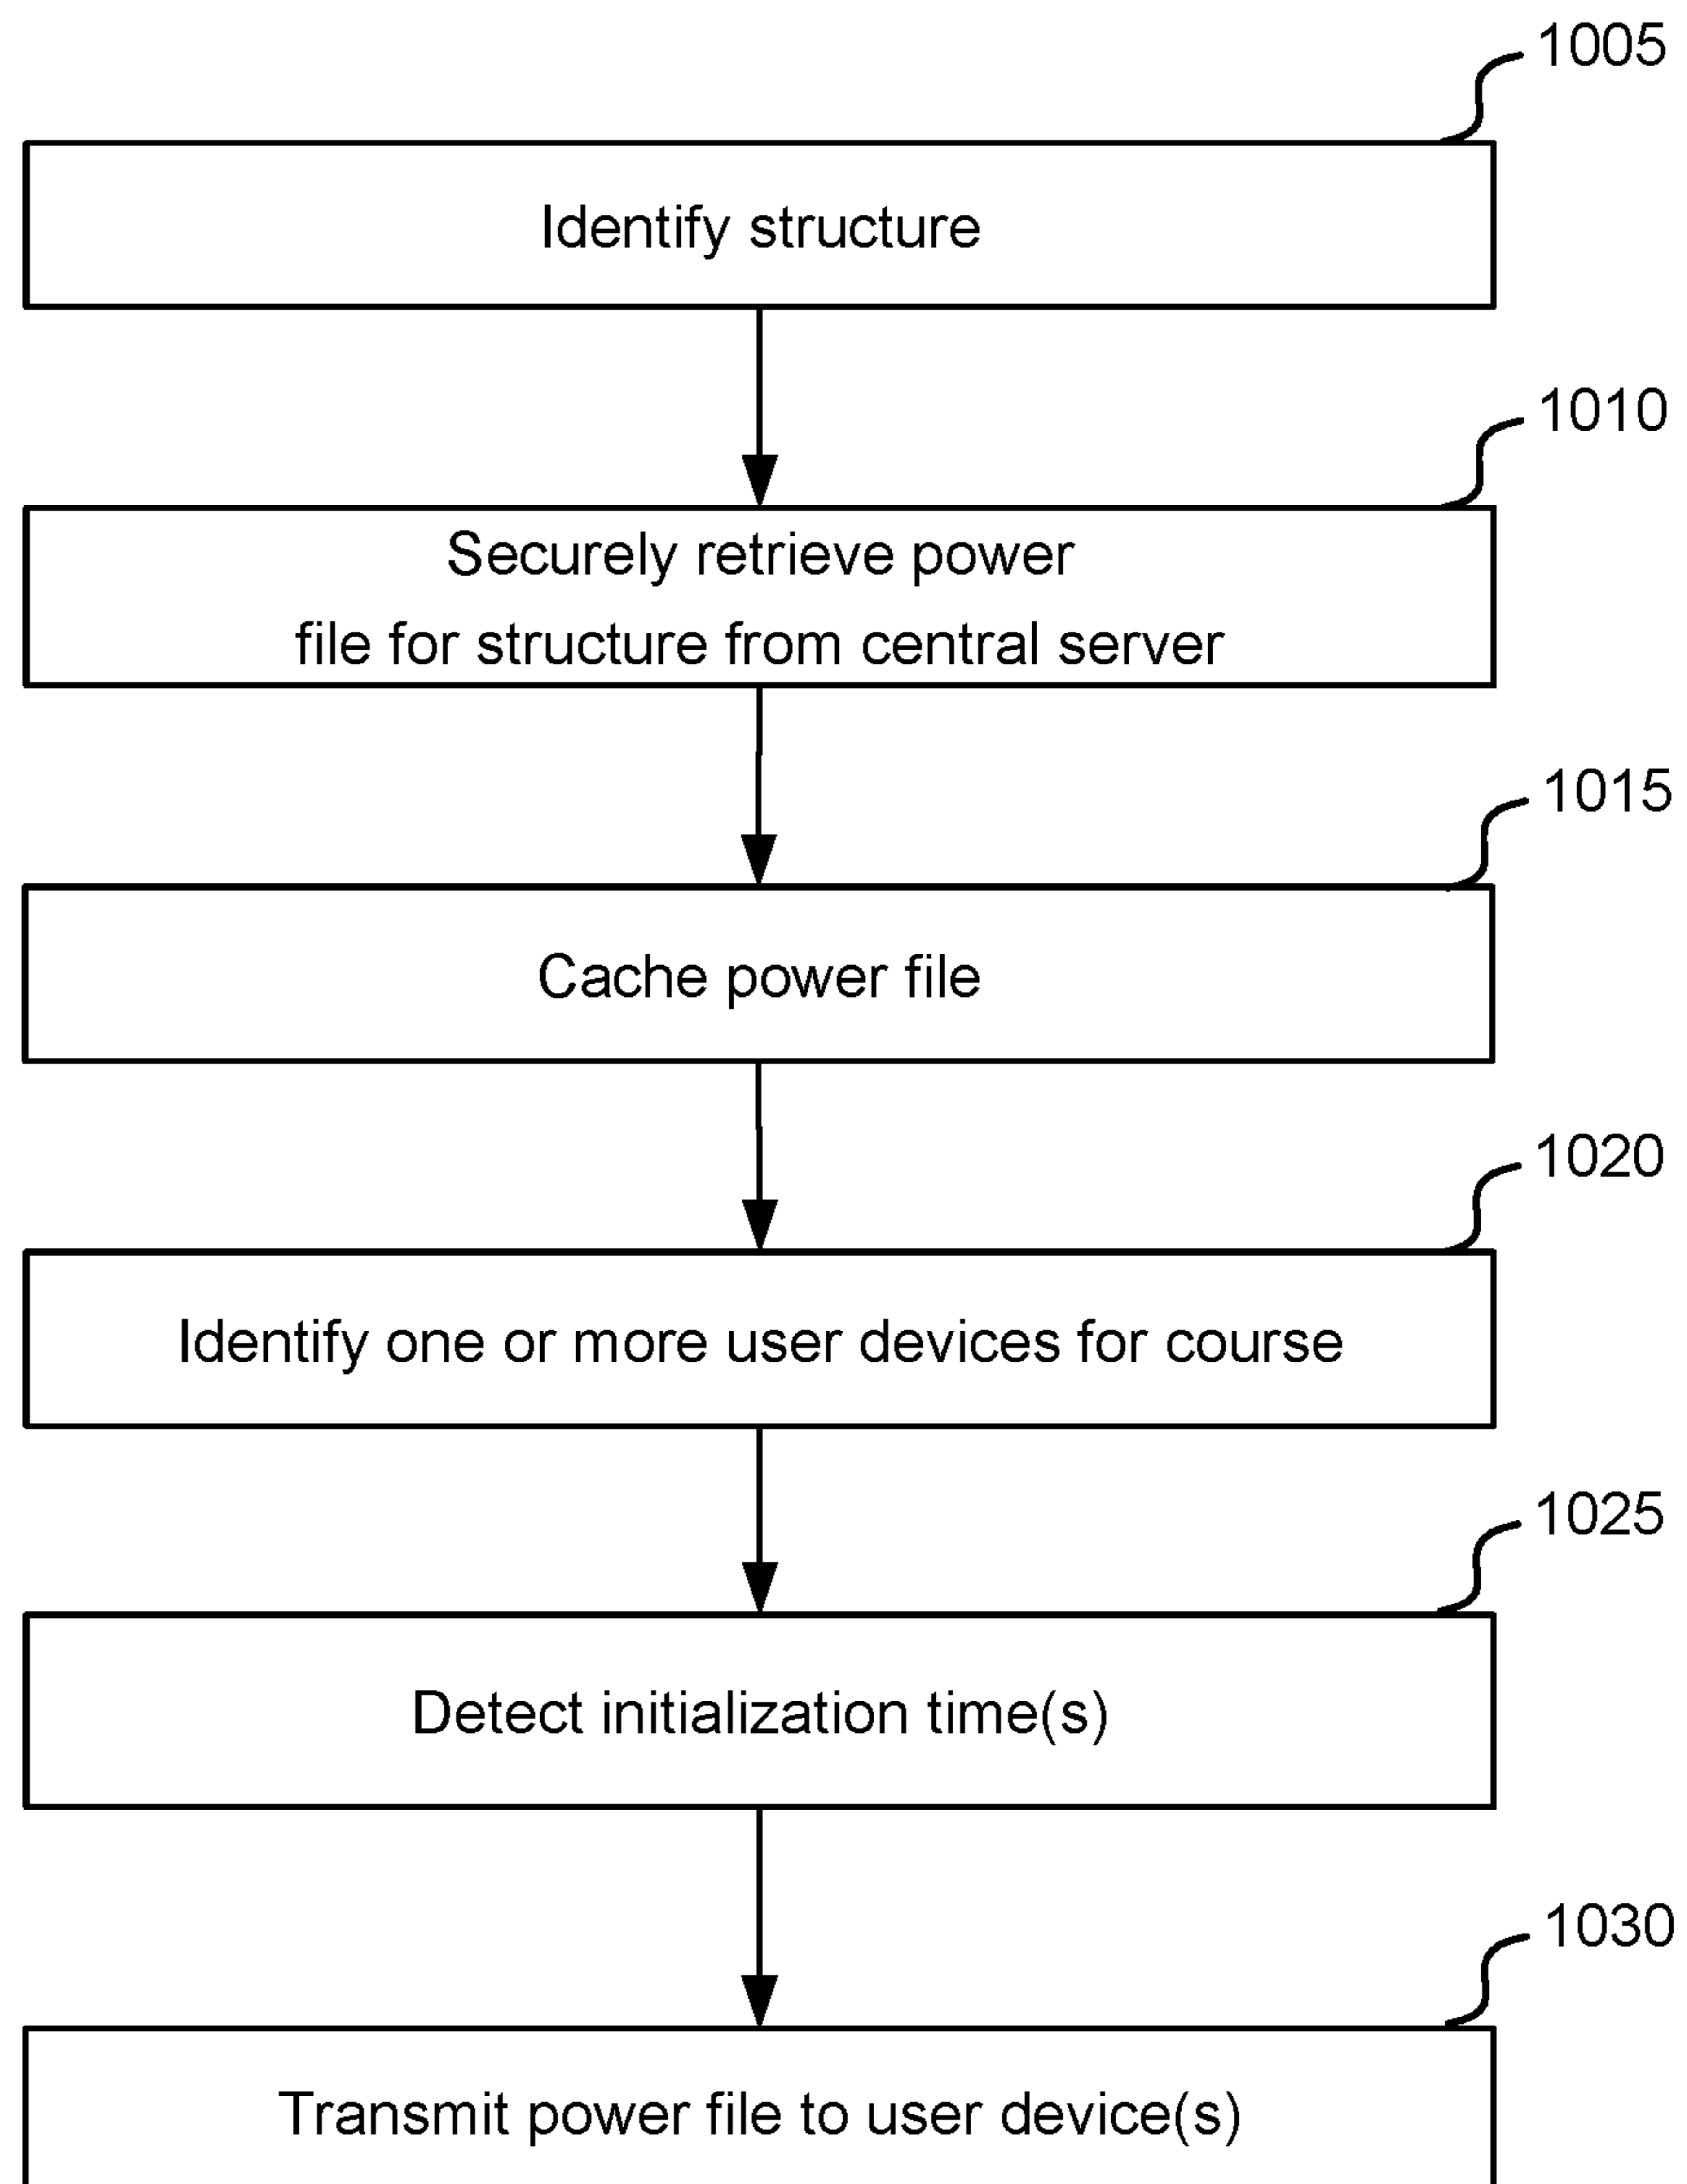 1005
Identify structure
1010
Securely retrieve power
file for structure from central server
1015
Cache power file
1020
Identify one or more user devices for course
1025
Detect initialization time(s)
1030
Transmit power file to user device(s)